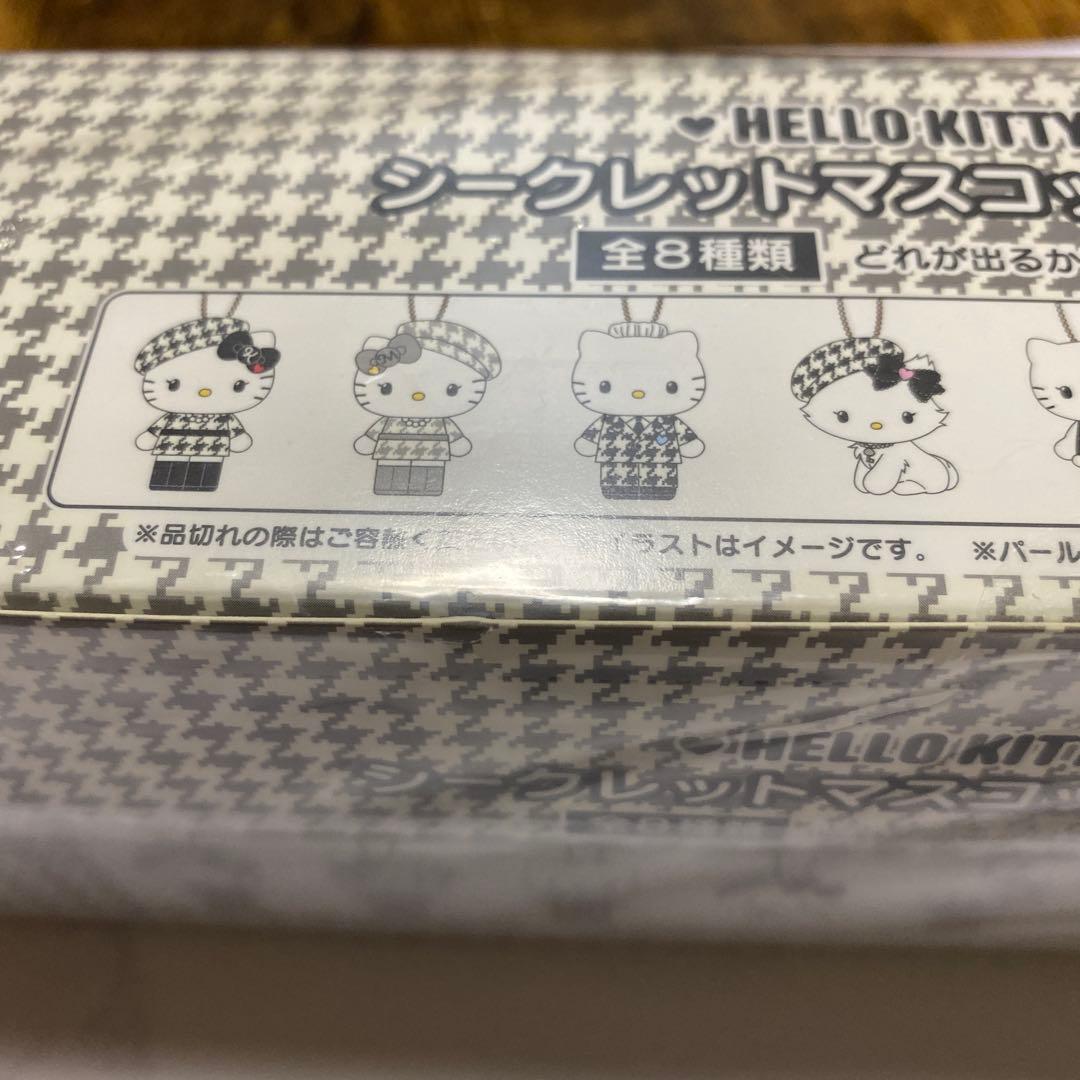 ♥ HELLO KITTY
シークレットマスコッ
全8種類
どれが出るか
※品切れの際はご容赦く
ラストはイメージです。
※パール
HELLO KITTY
シークレットマスコッ